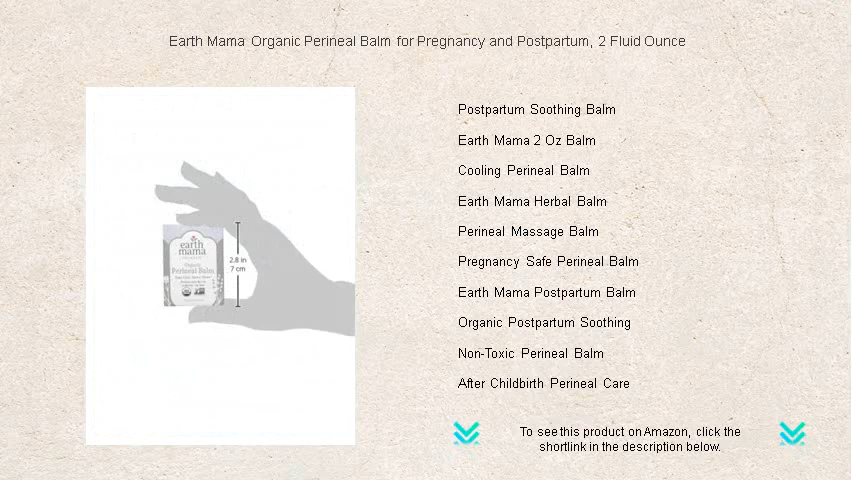 Earth Mama Organic Perineal Balm for Pregnancy and Postpartum, 2 Fluid Ounce
Postpartum Soothing Balm
Earth Mama 2 Oz Balm
Cooling Perineal Balm
Earth Mama Herbal Balm
Perineal Massage Balm
Pregnancy Safe Perineal Balm
Earth Mama Postpartum Balm
Organic Postpartum Soothing
Non-Toxic Perineal Balm
After Childbirth Perineal Care
earth
mama
Organic
Perineal Balm
2.8 in
7 cm
To see this product on Amazon, click the
shortlink in the description below.